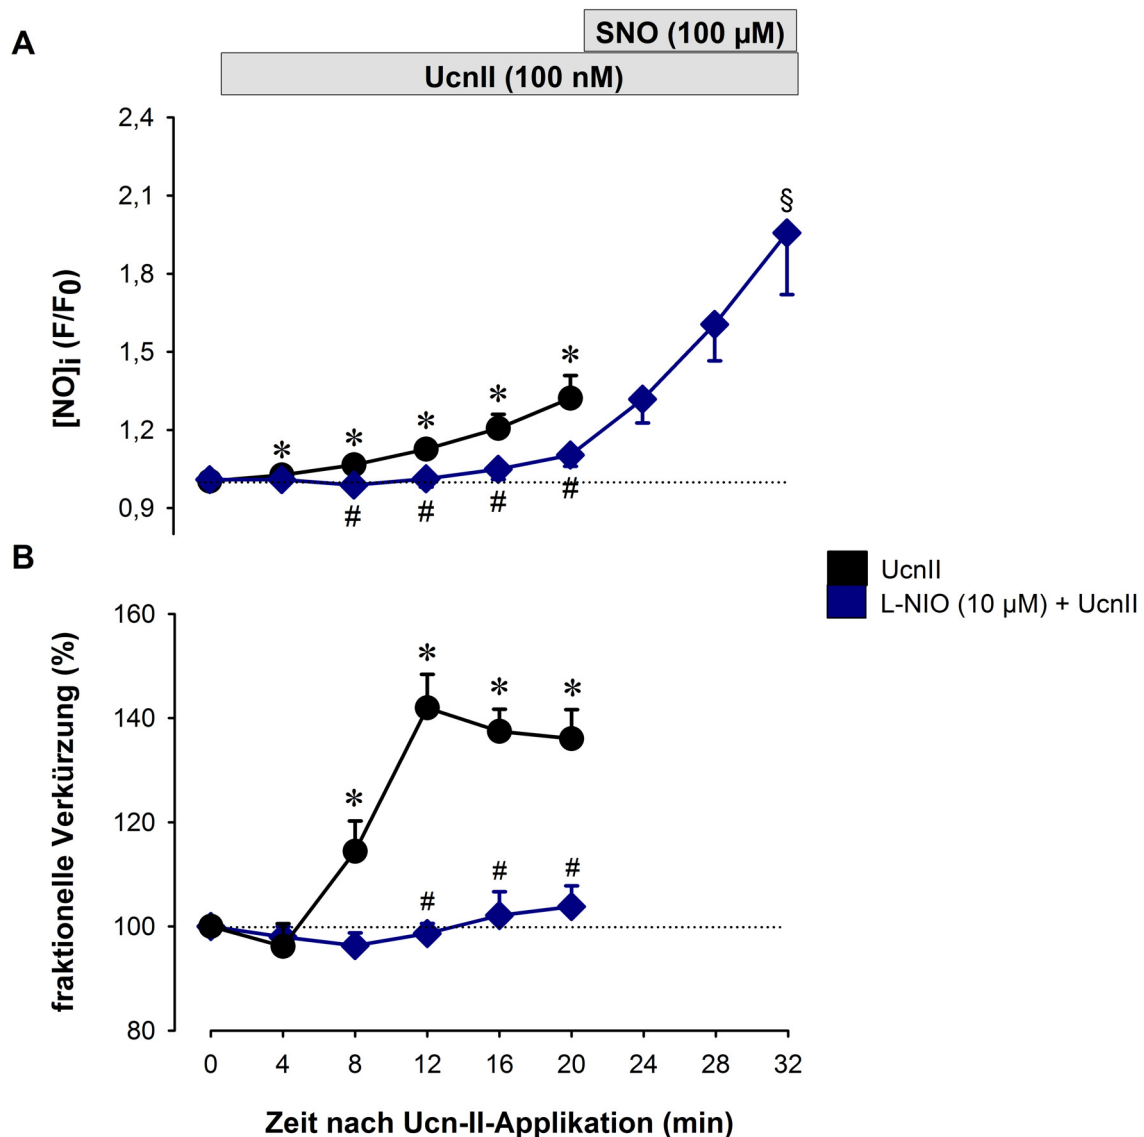 A
SNO (100 µM)
UcnII (100 nM)
2,4
2,1
1,8
1,5
1,2
0,9
[NO]i (F/F0)
§
* * * * *
# # # #
B
UcnII
L-NIO (10 µM) + UcnII
160
140
120
100
80
fraktionelle Verkürzung (%)
* * * *
# # #
0 4 8 12 16 20 24 28 32
Zeit nach Ucn-II-Applikation (min)